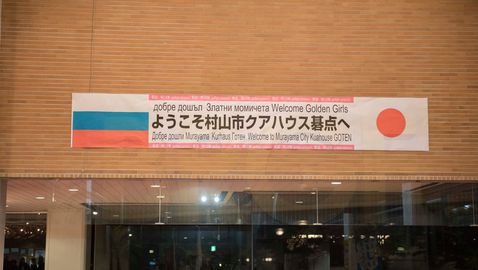 добре дошъл Златни момичета Welcome Golden Girls
ようこそ村山市クアハウス碁点へ
Добре дошли Murayama Kurhaus Готен Welcome to Murayama City Kuahouse GOTEN